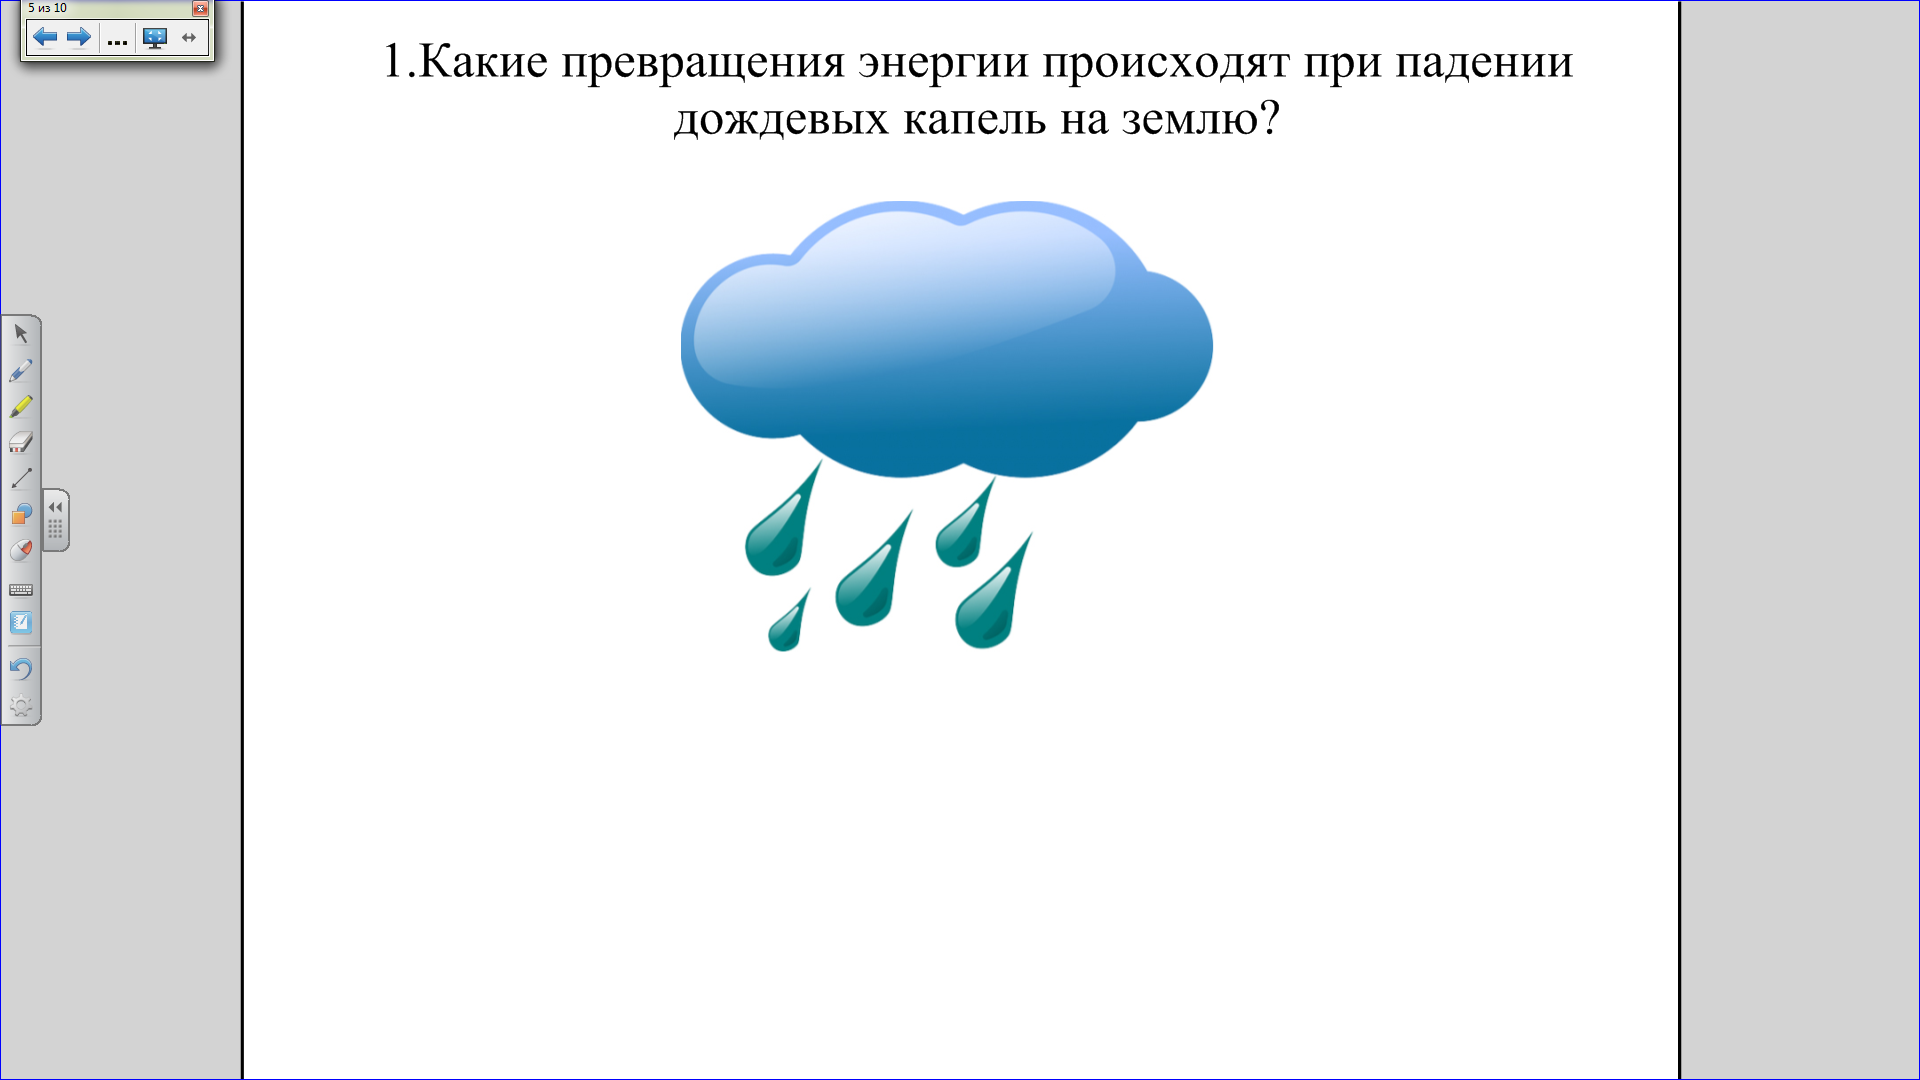 5 из 10
1.Какие превращения энергии происходят при падении
дождевых капель на землю?